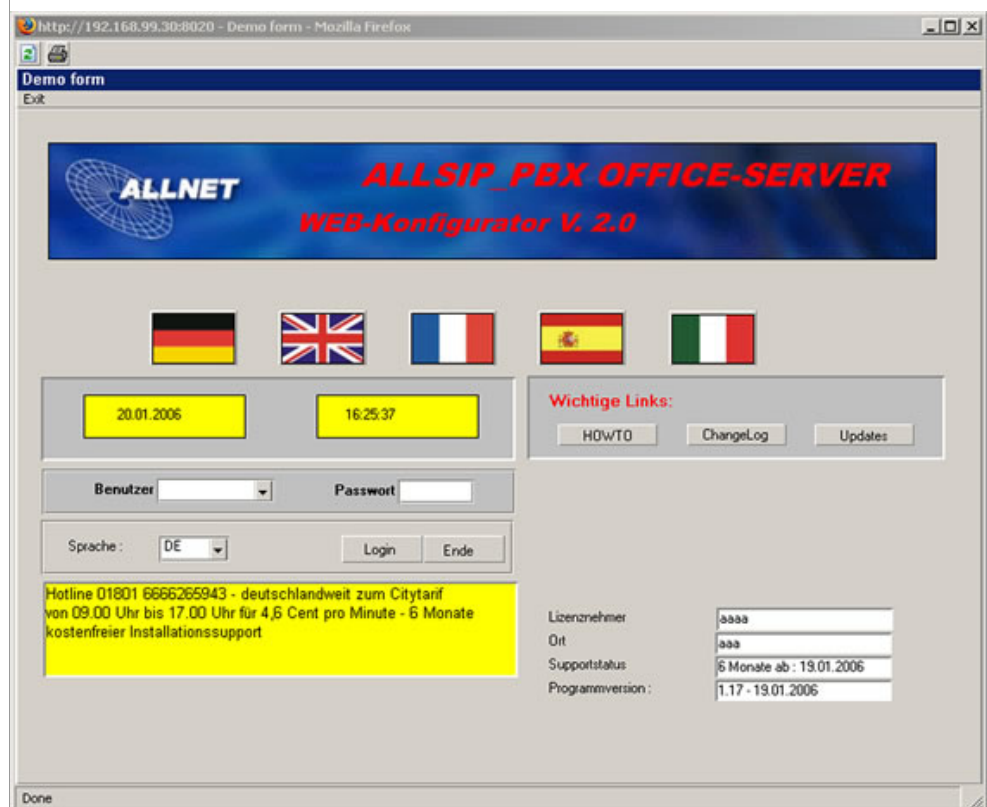 http://192.168.99.30:8020 - Demo form - Mozilla Firefox
Demo form
Exit
ALLNET
ALLSIP_PBX OFFICE-SERVER
WEB-Konfigurator V. 2.0
20.01.2006
16:25:37
Wichtige Links:
HOWTO
ChangeLog
Updates
Benutzer
Passwort
Sprache :
DE
Login
Ende
Hotline 01801 6666265943 - deutschlandweit zum Citytarif
von 09.00 Uhr bis 17.00 Uhr für 4,6 Cent pro Minute - 6 Monate
kostenfreier Installationssupport
Lizenznehmer
aaaa
Ort
aaa
Supportstatus
6 Monate ab : 19.01.2006
Programmversion :
1.17 - 19.01.2006
Done